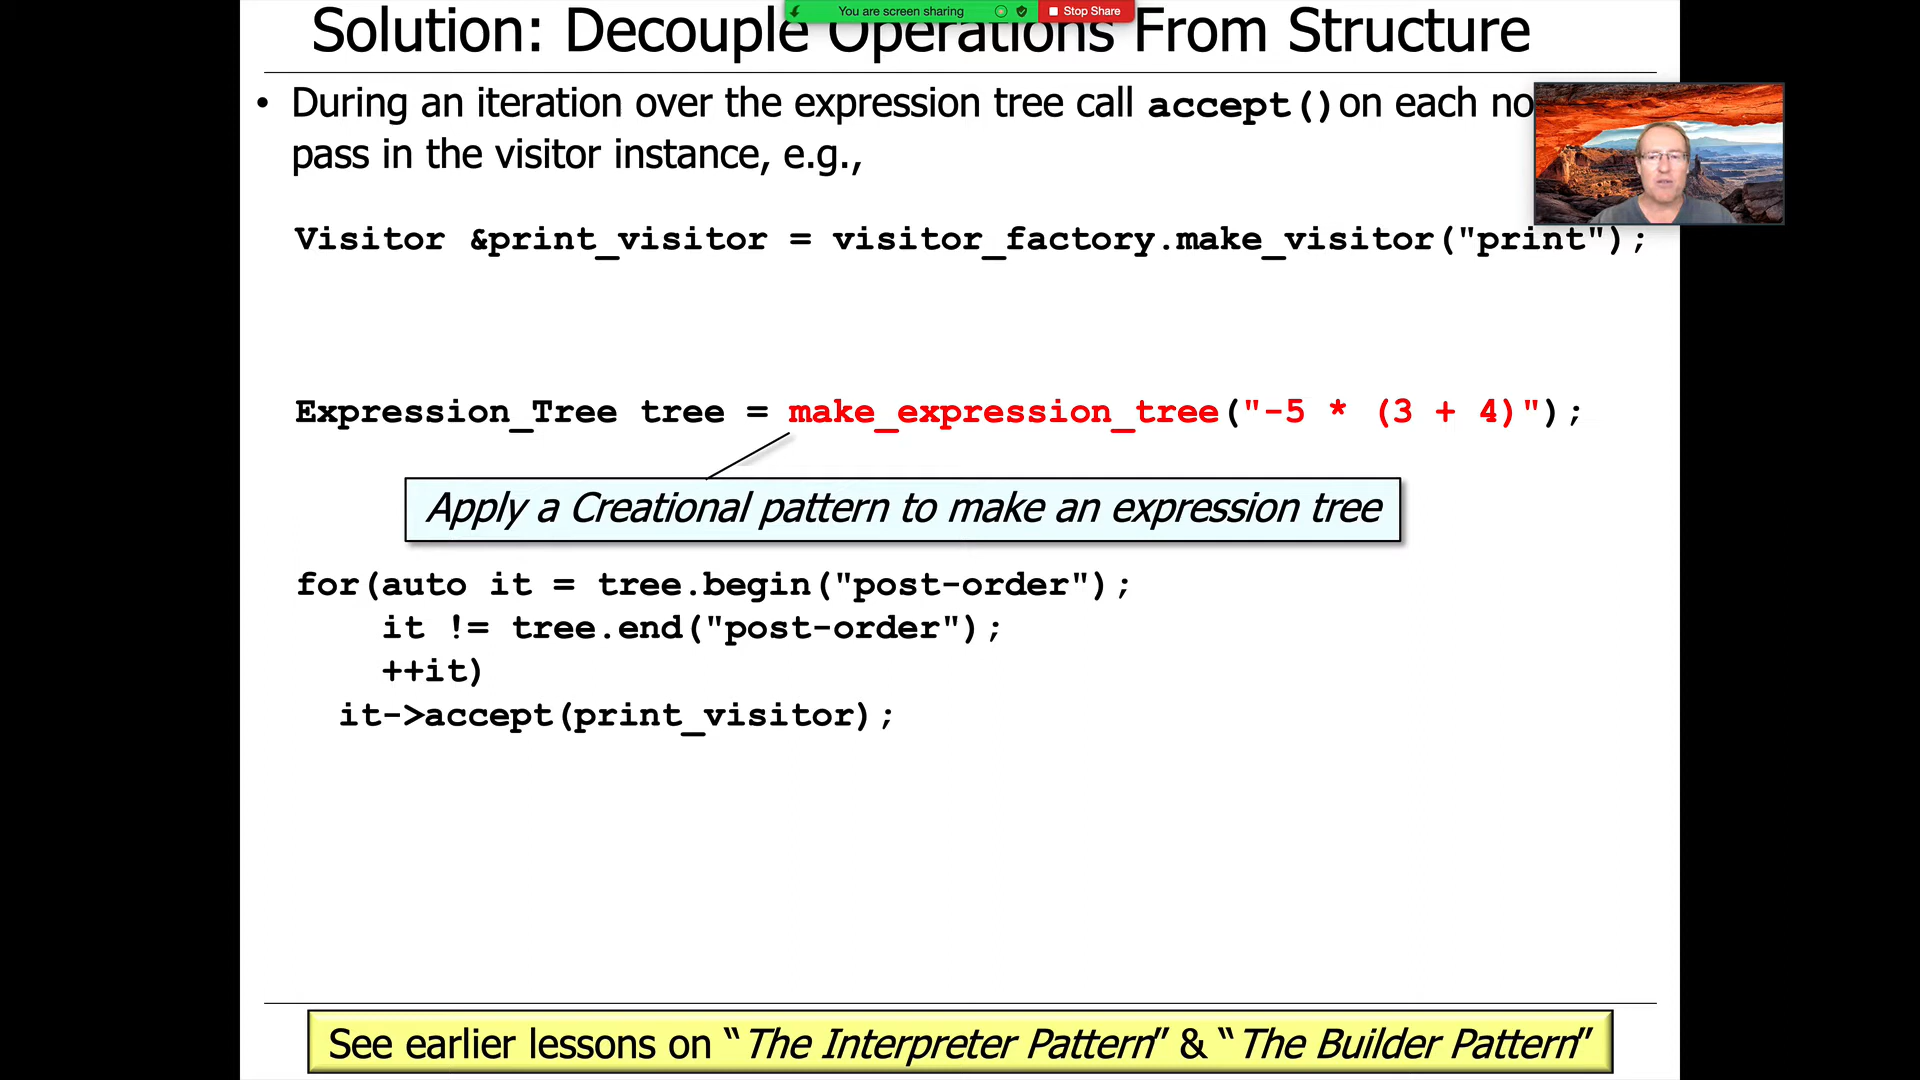 You are screen sharing
Stop Share
Solution: Decouple Operations From Structure
• During an iteration over the expression tree call accept()on each
pass in the visitor instance, e.g.,
Visitor &print_visitor = visitor_factory.make_visitor("print");
Expression_Tree tree = make_expression_tree("-5 * (3 + 4)");
Apply a Creational pattern to make an expression tree
for(auto it = tree.begin("post-order");
it != tree.end("post-order");
++it)
it->accept(print_visitor);
See earlier lessons on “The Interpreter Pattern” & “The Builder Pattern”